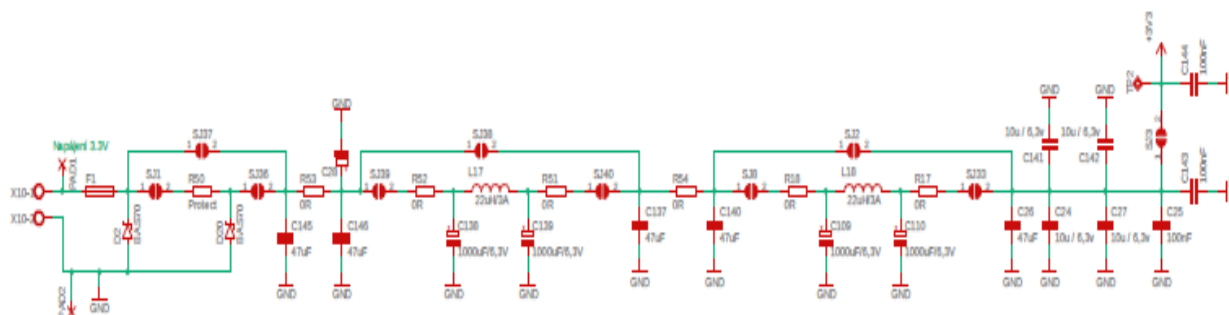 +3V3
C144
100nF
TP2
GND
GND
GND
Napájení 3.3V
SJ37
SJ38
SJ2
10u / 6,3v
10u / 6,3v
C141
C142
SJ3
1
2
PAD1
X10-
F1
SJ1
1
2
R50
Protect
SJ36
1
2
R53
0R
C28
SJ39
R52
0R
L17
22uH/3A
R51
0R
SJ40
R54
0R
R16
0R
L18
22uH/3A
R17
0R
SJ33
C143
100nF
X10-
D2
BAS70
D20
BAS70
C145
47uF
C146
47uF
C138
1000uF/6,3V
C139
1000uF/6,3V
C137
47uF
C140
47uF
C109
1000uF/6,3V
C110
1000uF/6,3V
C26
47uF
C24
10u / 6,3v
C27
10u / 6,3v
C25
100nF
PAD2
GND
GND
GND
GND
GND
GND
GND
GND
GND
GND
GND
GND
GND